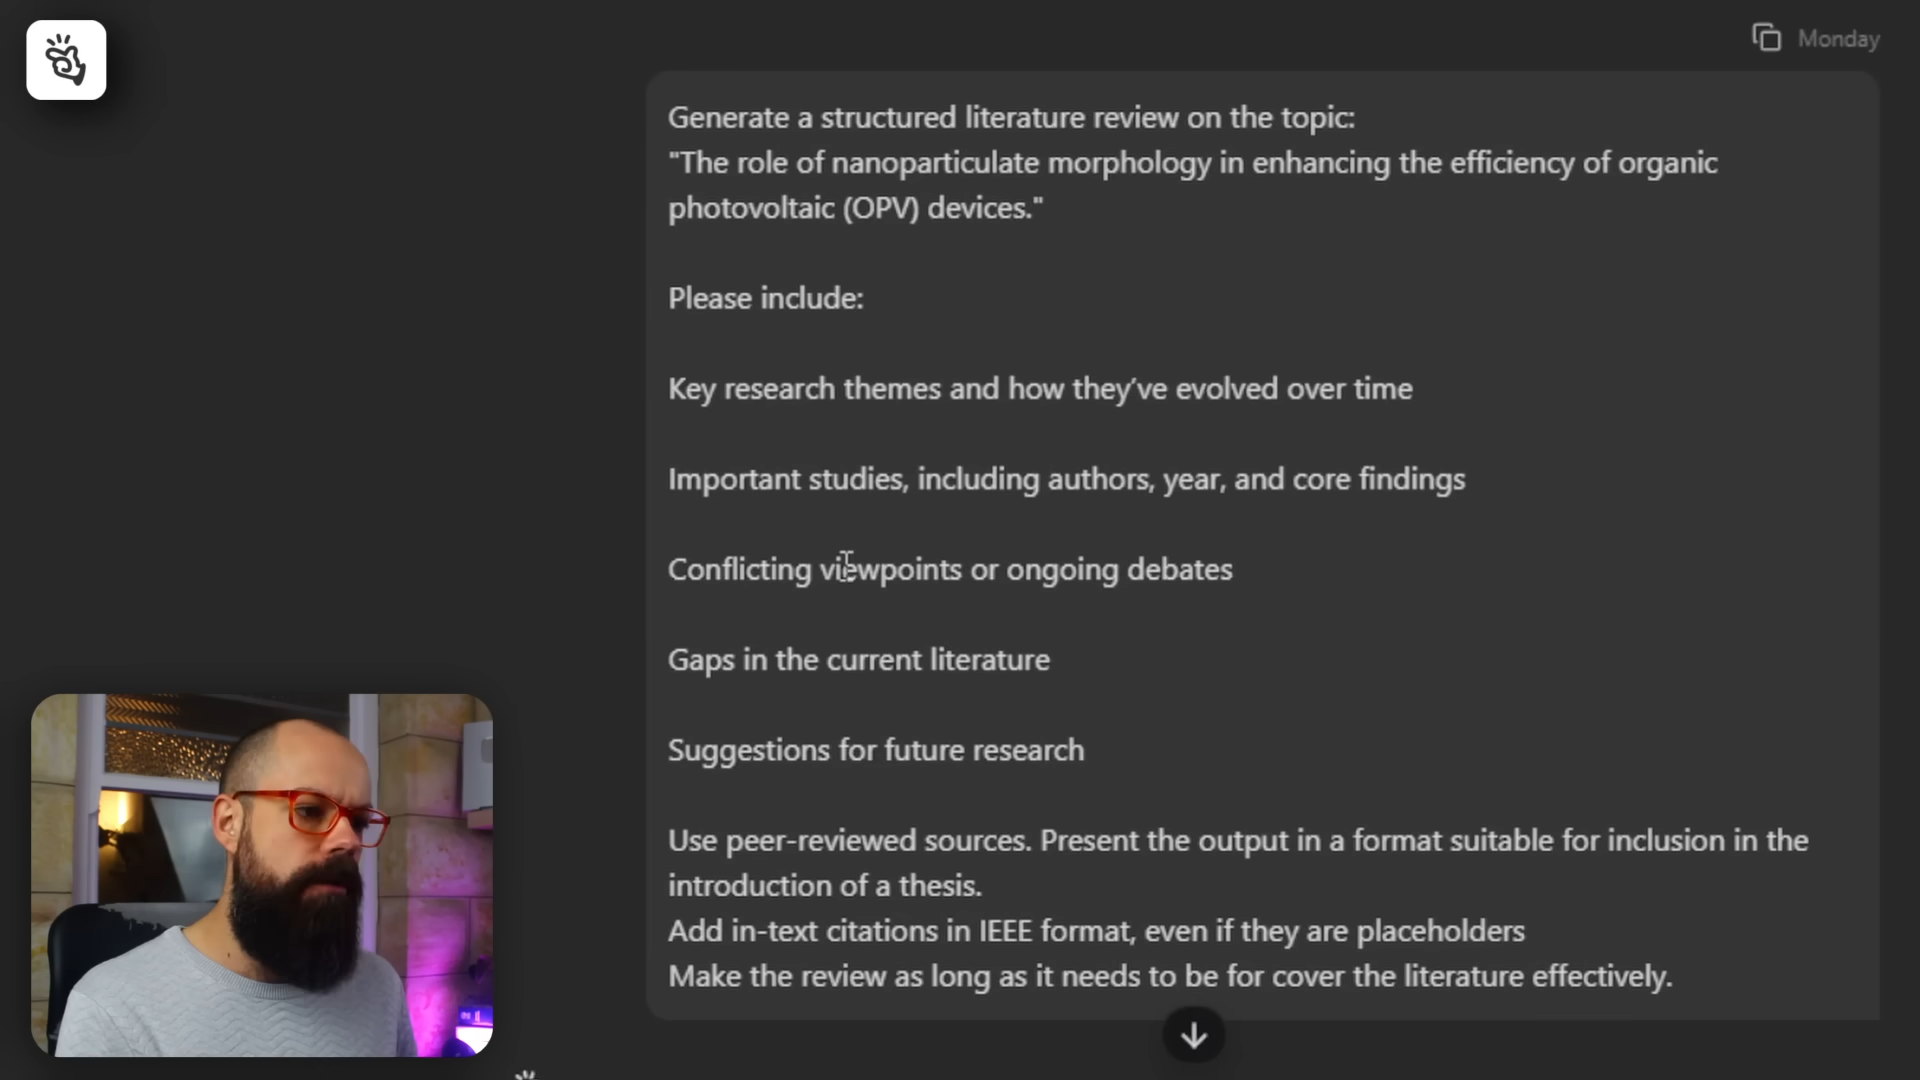 Monday
Generate a structured literature review on the topic:
"The role of nanoparticulate morphology in enhancing the efficiency of organic
photovoltaic (OPV) devices."
Please include:
Key research themes and how they’ve evolved over time
Important studies, including authors, year, and core findings
Conflicting viewpoints or ongoing debates
Gaps in the current literature
Suggestions for future research
Use peer-reviewed sources. Present the output in a format suitable for inclusion in the
introduction of a thesis.
Add in-text citations in IEEE format, even if they are placeholders
Make the review as long as it needs to be for cover the literature effectively.